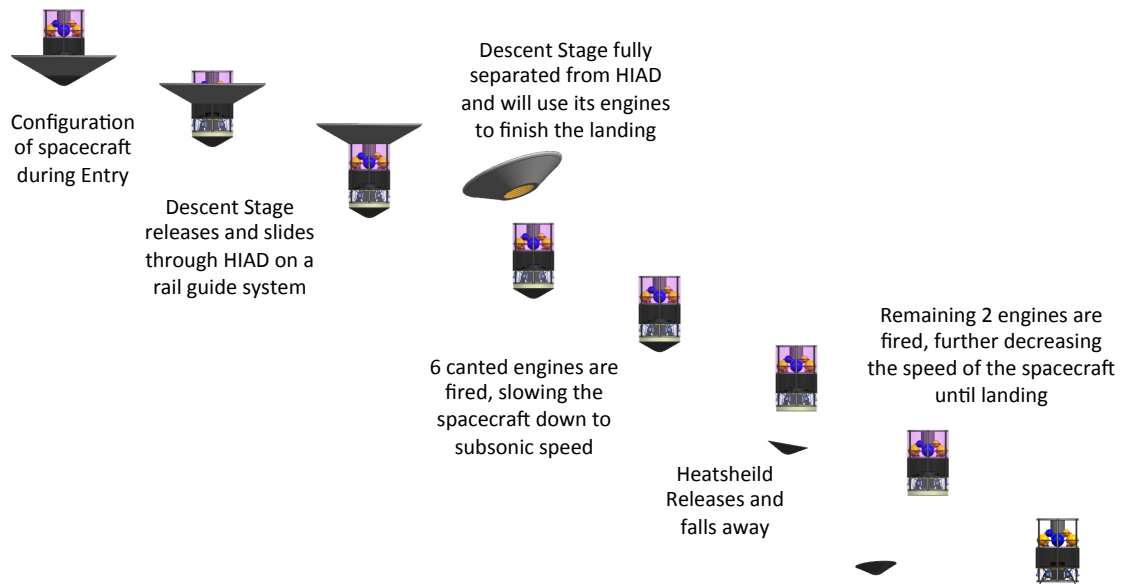 Configuration
of spacecraft
during Entry
Descent Stage
releases and slides
through HIAD on a
rail guide system
Descent Stage fully
separated from HIAD
and will use its engines
to finish the landing
6 canted engines are
fired, slowing the
spacecraft down to
subsonic speed
Heatsheild
Releases and
falls away
Remaining 2 engines are
fired, further decreasing
the speed of the spacecraft
until landing